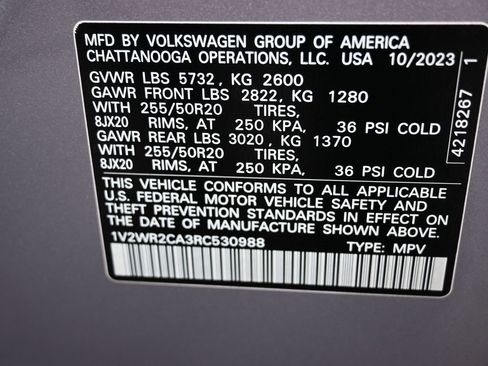 MFD BY VOLKSWAGEN GROUP OF AMERICA
CHATTANOOGA OPERATIONS, LLC. USA 10/2023
GVWR LBS 5732, KG 2600
GAWR FRONT LBS 2822, KG 1280
WITH 255/50R20 TIRES,
8JX20 RIMS, AT 250 KPA, 36 PSI COLD
GAWR REAR LBS 3020, KG 1370
WITH 255/50R20 TIRES,
8JX20 RIMS, AT 250 KPA, 36 PSI COLD
THIS VEHICLE CONFORMS TO ALL APPLICABLE
U.S. FEDERAL MOTOR VEHICLE SAFETY AND
THEFT PREVENTION STANDARDS IN EFFECT ON
THE DATE OF MANUFACTURE SHOWN ABOVE.
1V2WR2CA3RC530988 TYPE: MPV
4218267 1